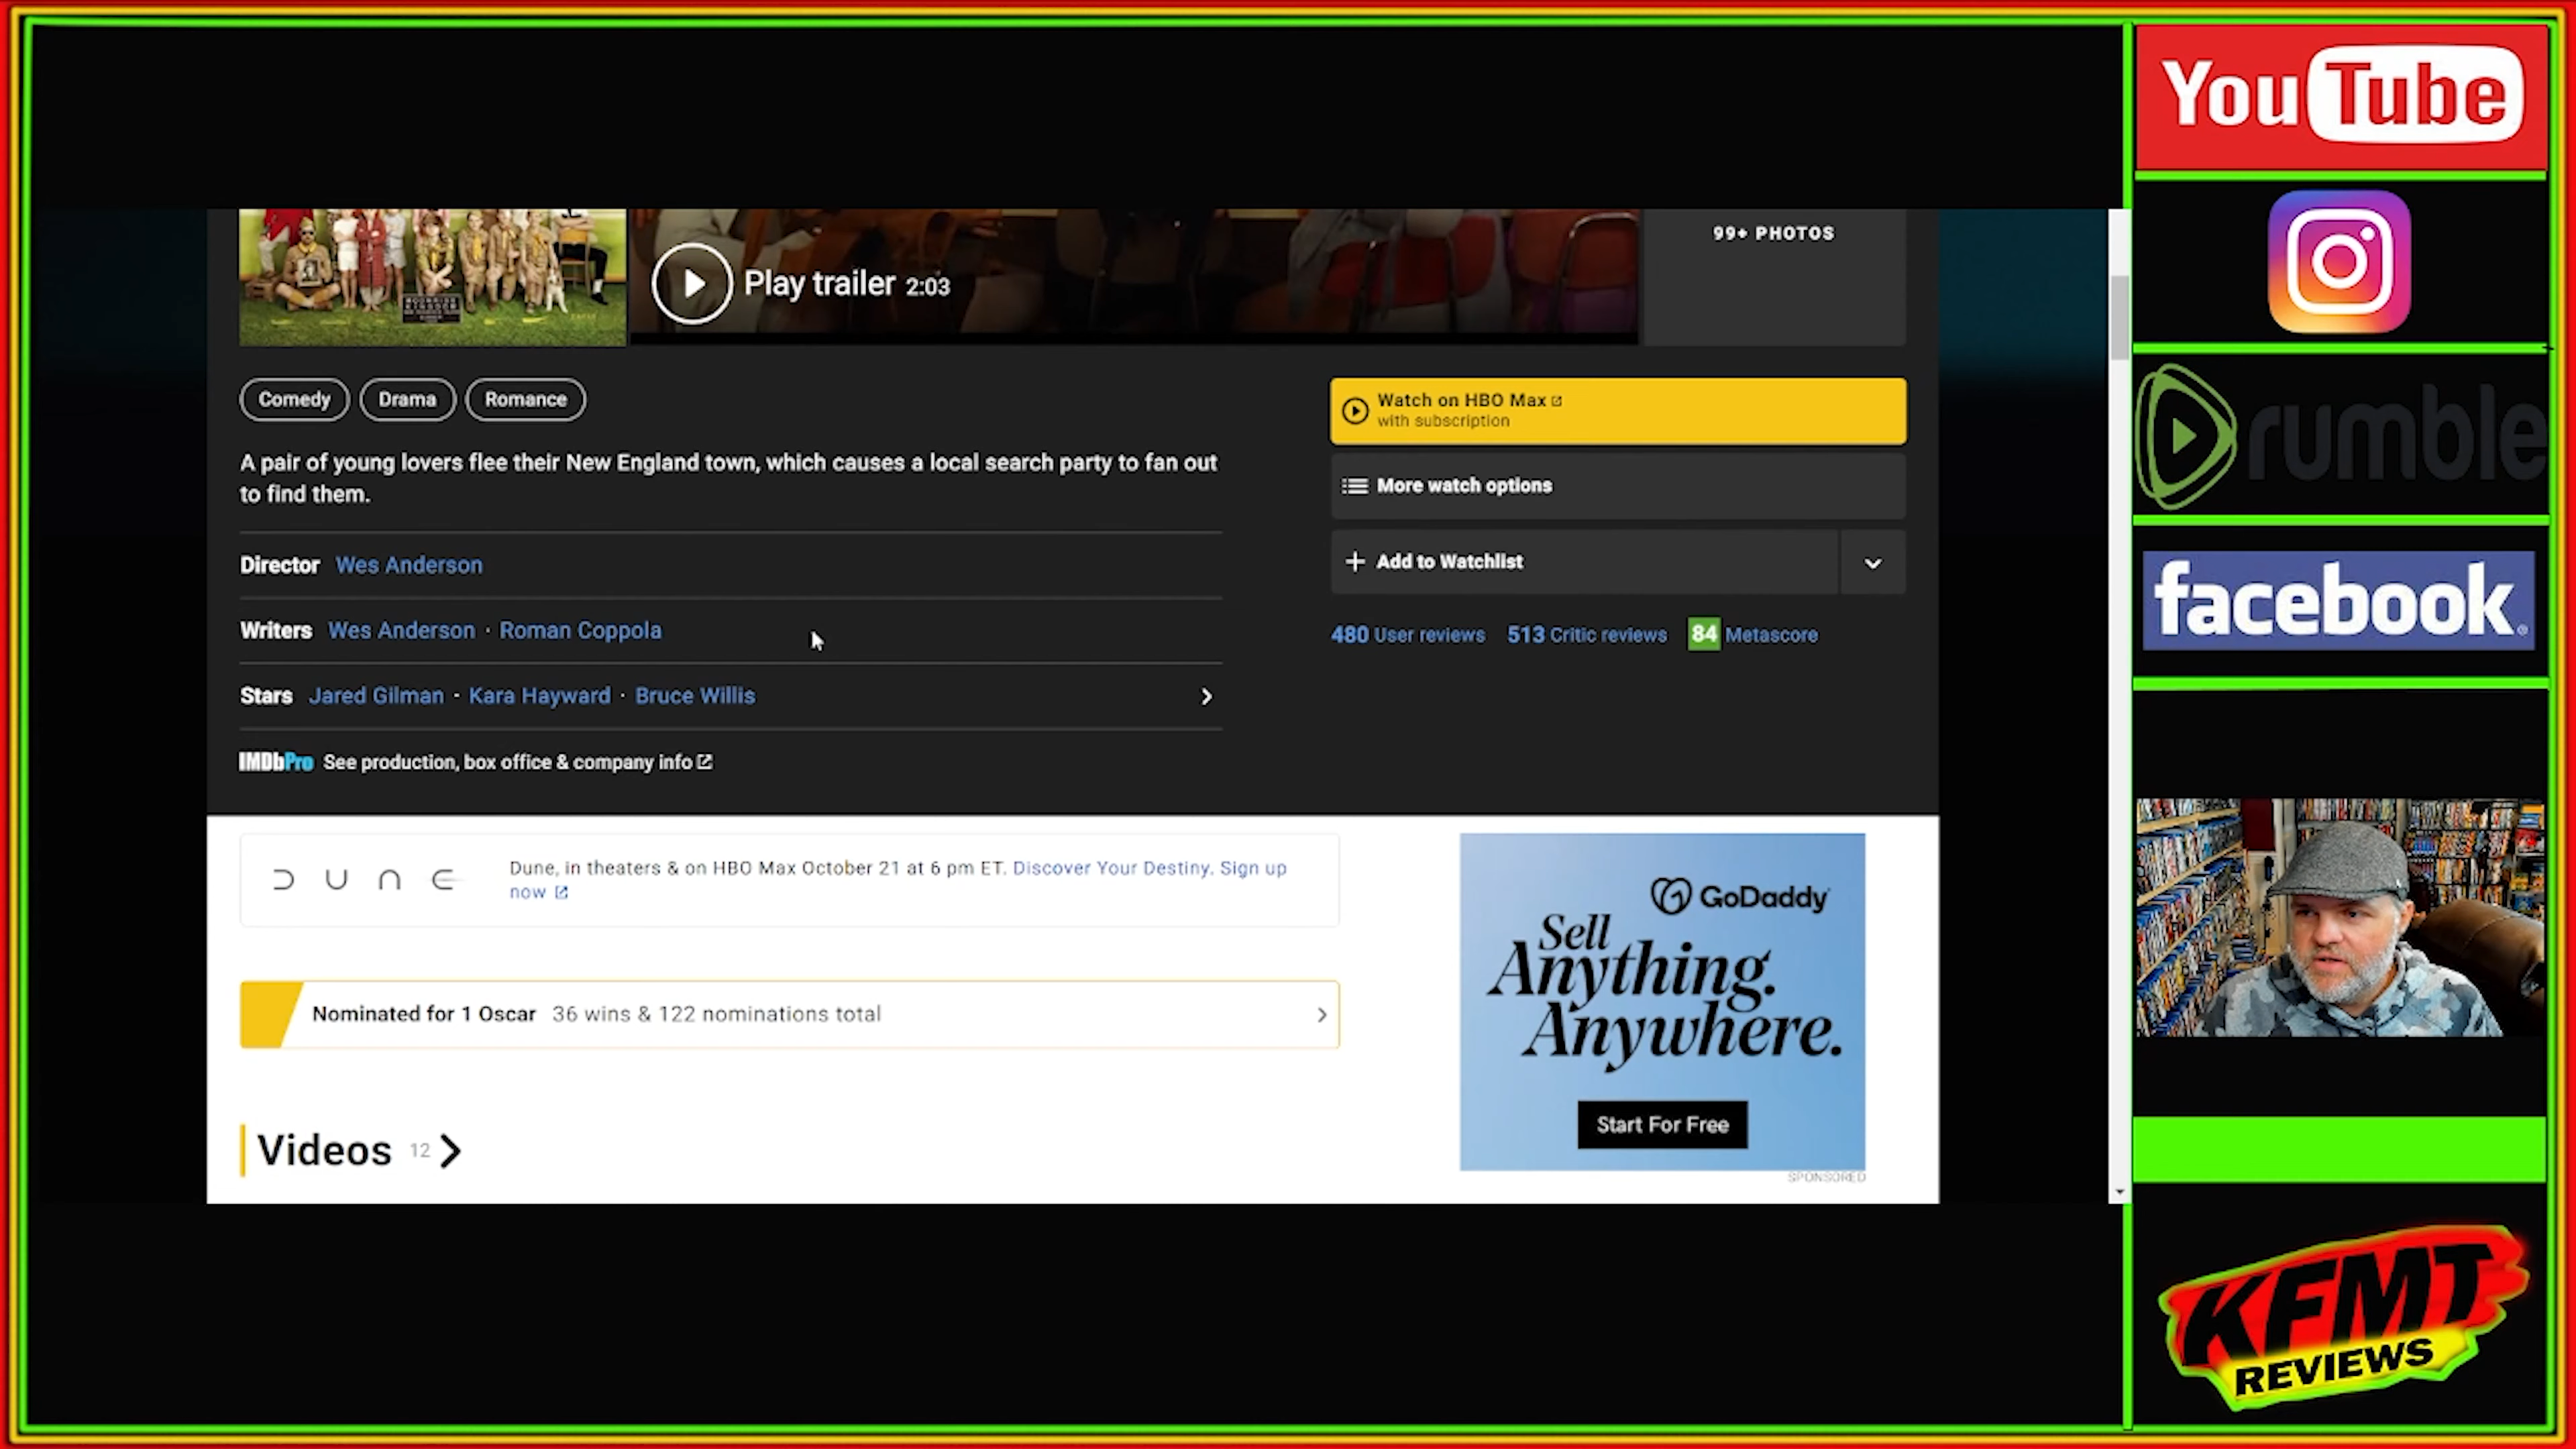 YouTube
99+ PHOTOS
Play trailer 2:03
rumble
Comedy
Drama
Romance
Watch on HBO Max
with subscription
A pair of young lovers flee their New England town, which causes a local search party to fan out
to find them.
More watch options
Director Wes Anderson
Add to Watchlist
facebook
Writers Wes Anderson · Roman Coppola
480 User reviews 513 Critic reviews 84 Metascore
Stars Jared Gilman · Kara Hayward · Bruce Willis
IMDbPro See production, box office & company info
DUNE
Dune, in theaters & on HBO Max October 21 at 6 pm ET. Discover Your Destiny. Sign up
now
GoDaddy
Sell
Anything.
Anywhere.
Start For Free
SPONSORED
Nominated for 1 Oscar 36 wins & 122 nominations total
Videos 12
KFMT
REVIEWS